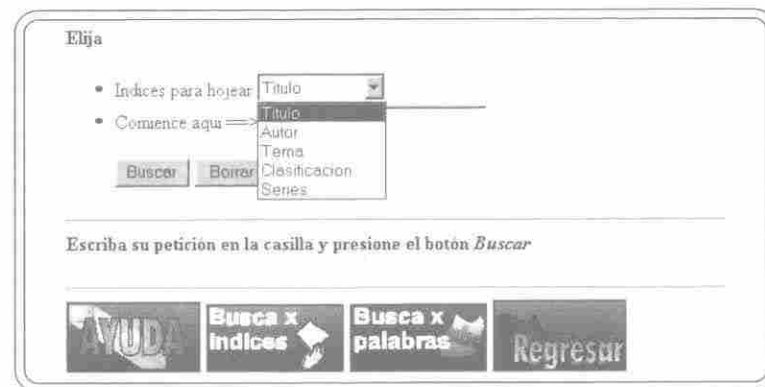 Elija
• Indices para hojear Titulo
• Comience aqui ==>
Titulo
Autor
Tema
Clasificacion
Series
Buscar Borrar
Escriba su petición en la casilla y presione el botón Buscar
AYUDA
Busca x indices
Busca x palabras
Regresar